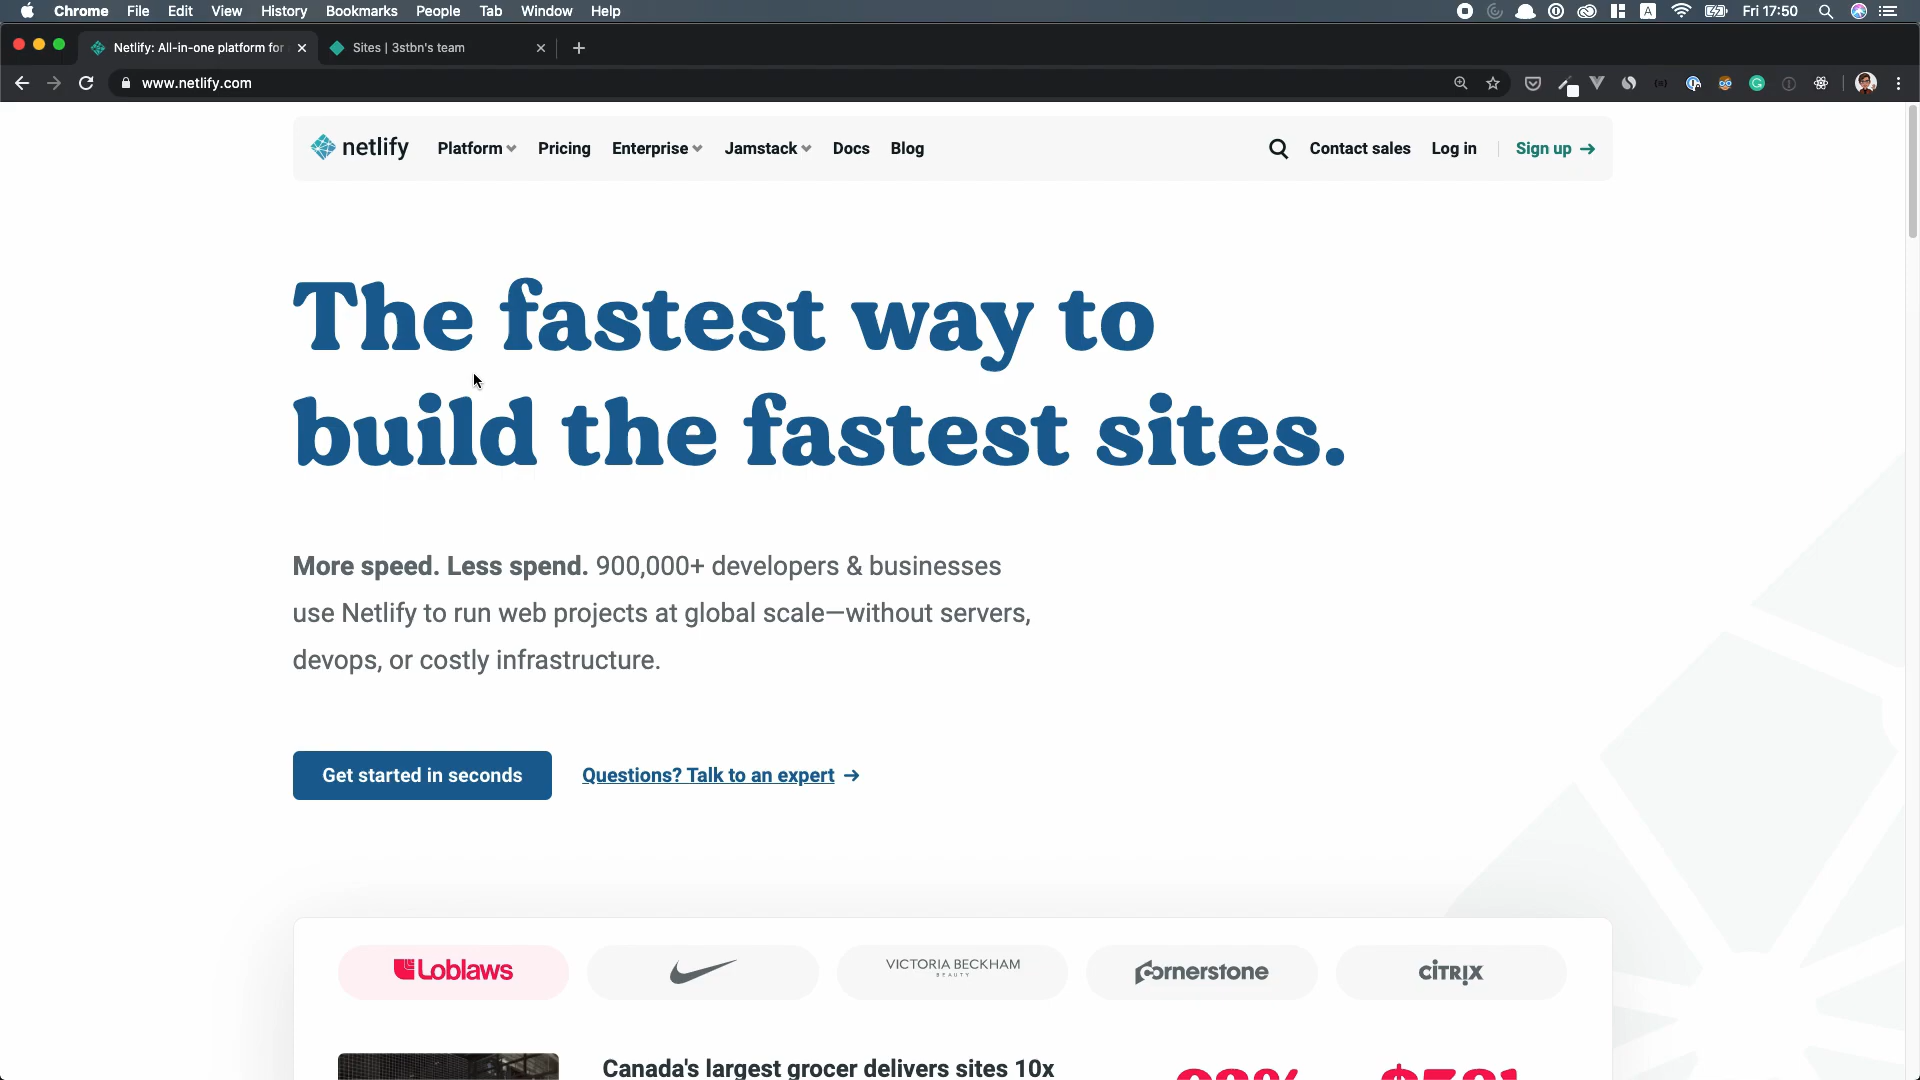 Chrome File Edit View History Bookmarks People Tab Window Help
A Fri 17:50
Netlify: All-in-one platform for
Sites | 3stbn's team
www.netlify.com
netlify Platform Pricing Enterprise Jamstack Docs Blog Contact sales Log in Sign up →
The fastest way to
build the fastest sites.
More speed. Less spend. 900,000+ developers & businesses
use Netlify to run web projects at global scale—without servers,
devops, or costly infrastructure.
Get started in seconds Questions? Talk to an expert →
Loblaws VICTORIA BECKHAM Cornerstone CITRIX
BEAUTY
Canada's largest grocer delivers sites 10x